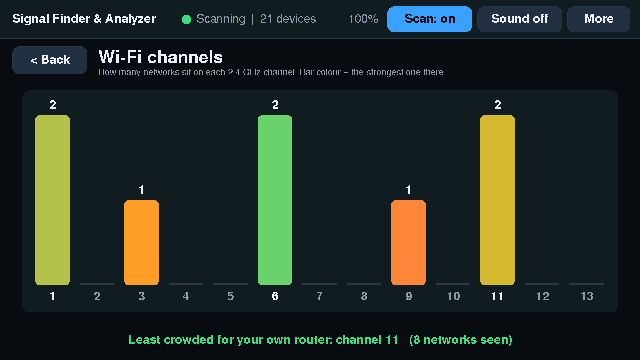 Signal Finder & Analyzer
Scanning | 21 devices
100%
Scan: on
Sound off
More
< Back
Wi-Fi channels
How many networks sit on each 2.4 GHz channel. Bar colour = the strongest one there.
2
2
2
1
1
1 2 3 4 5 6 7 8 9 10 11 12 13
Least crowded for your own router: channel 11 (8 networks seen)